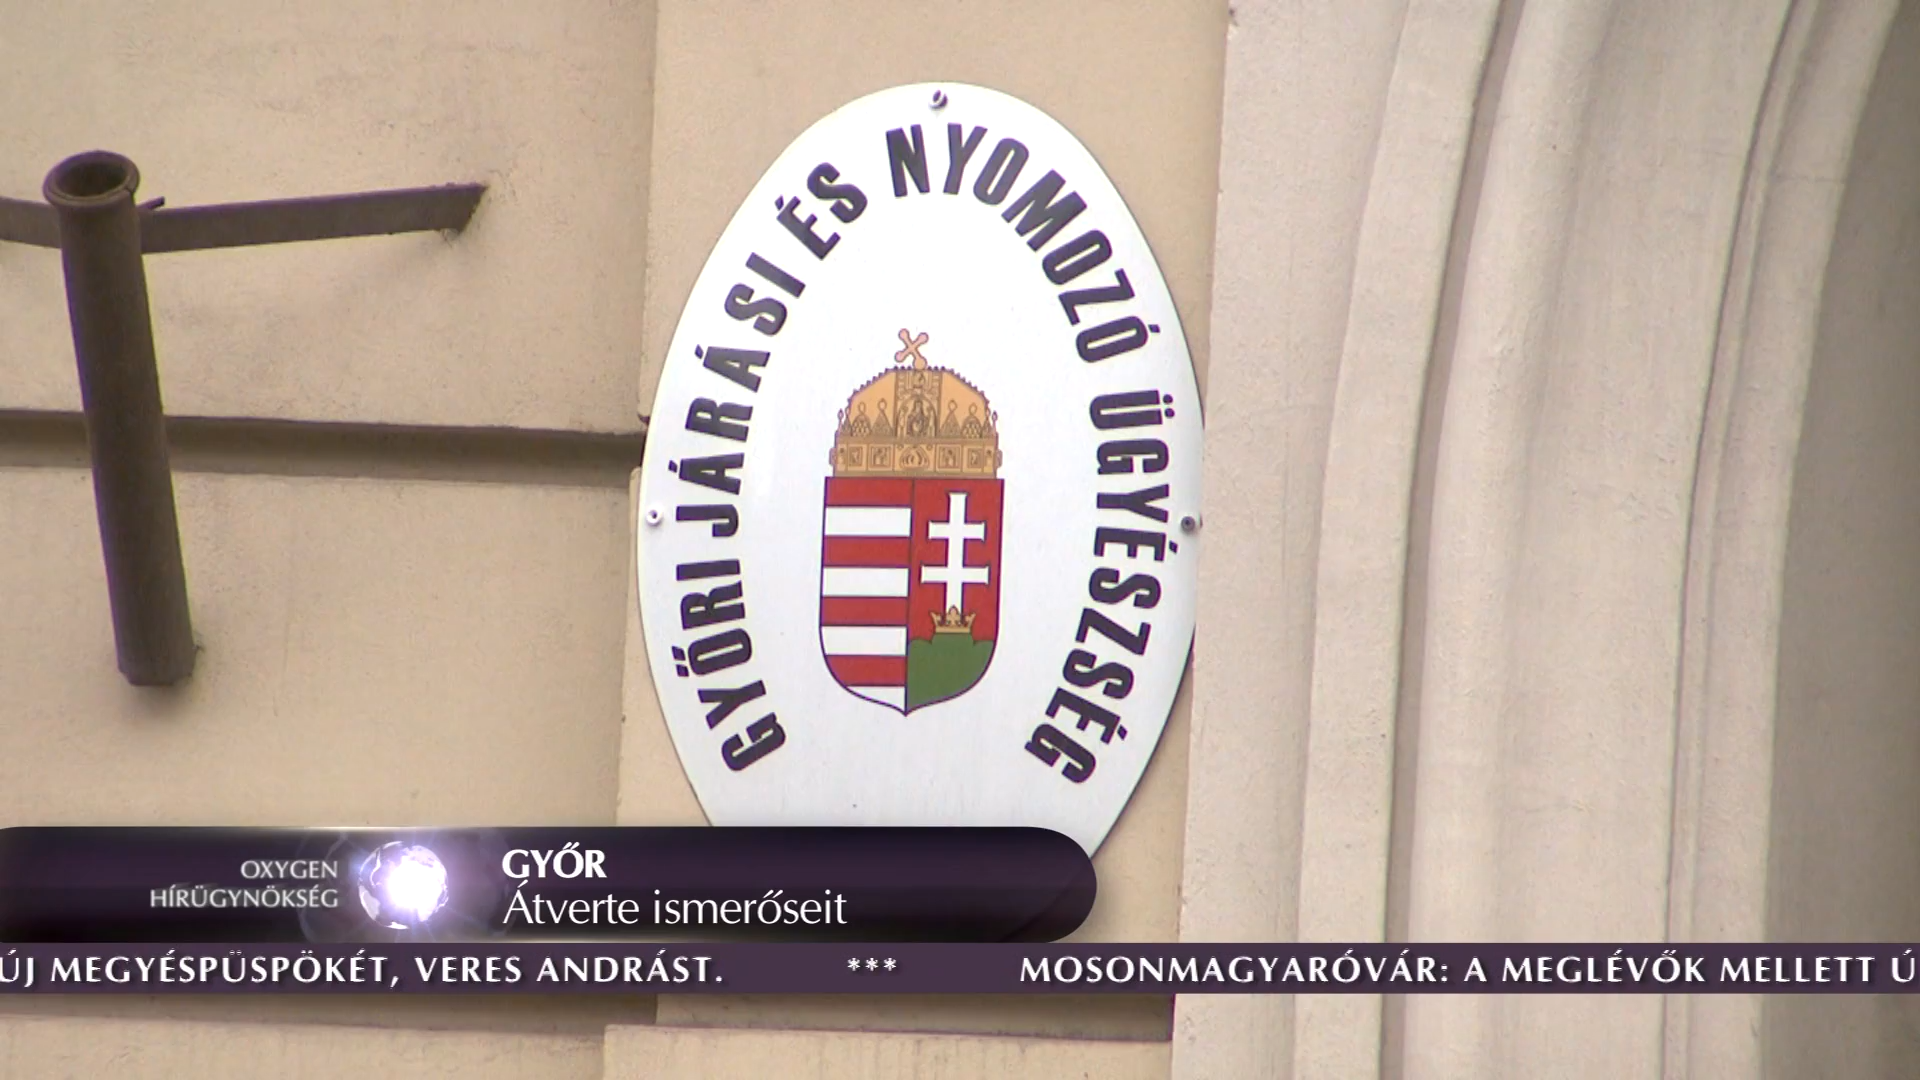 GYŐRI JÁRÁSI ÉS NYOMOZÓ ÜGYÉSZSÉG
OXYGEN
HÍRÜGYNÖKSÉG
GYŐR
Átverte ismerőseit
ÚJ MEGYÉSPÜSPÖKÉT, VERES ANDRÁST. *** MOSONMAGYARÓVÁR: A MEGLÉVŐK MELLETT Ú